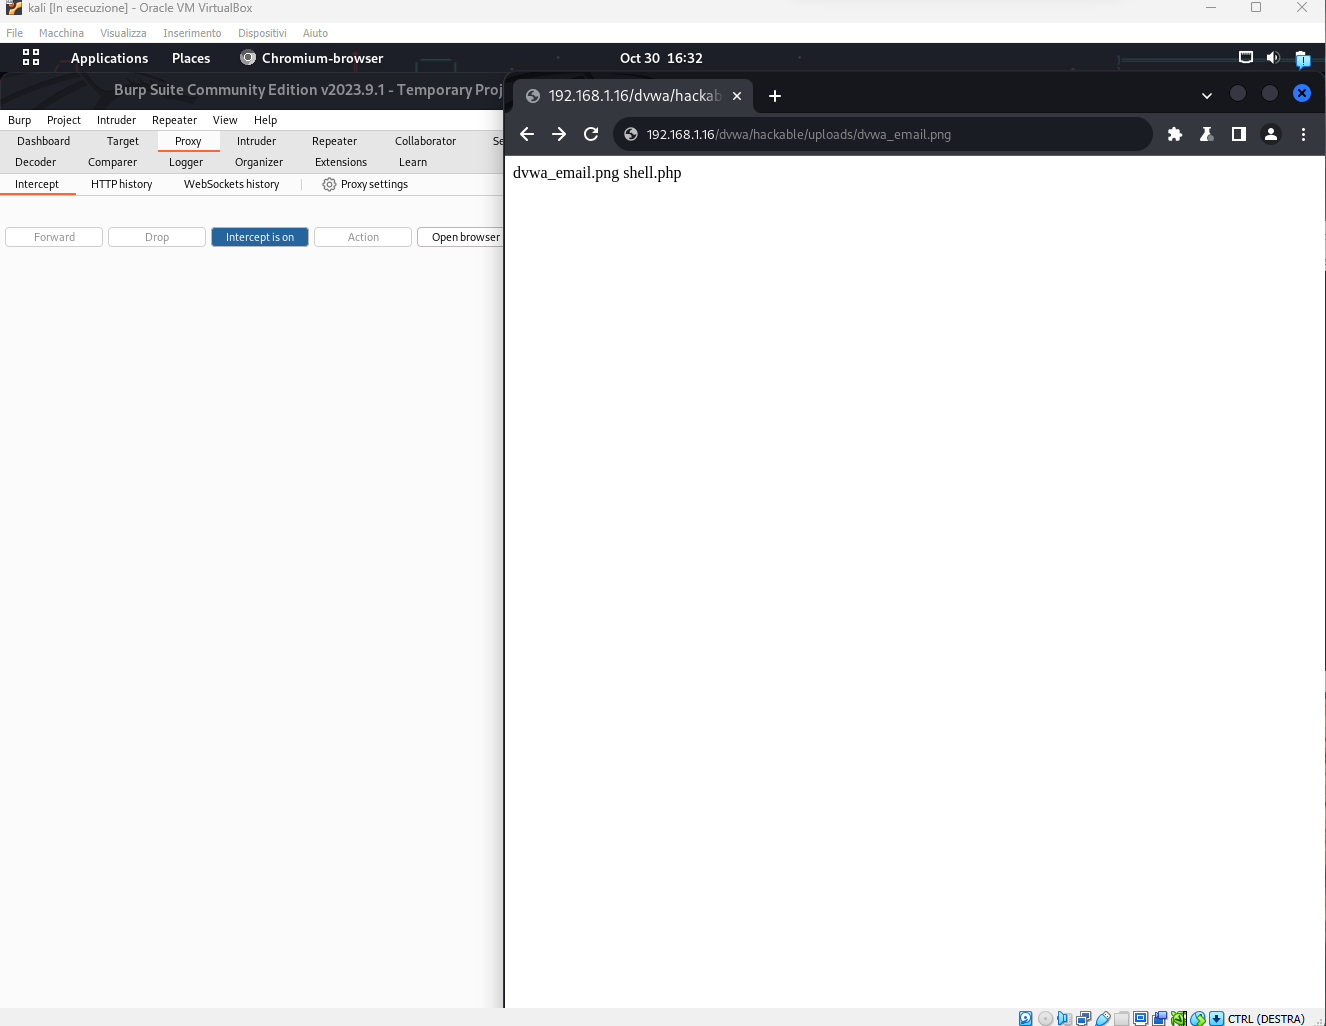 kali [In esecuzione] - Oracle VM VirtualBox
File Macchina Visualizza Inserimento Dispositivi Aiuto
Applications Places Chromium-browser Oct 30 16:32
Burp Suite Community Edition v2023.9.1 - Temporary Proj
Burp Project Intruder Repeater View Help
Dashboard Target Proxy Intruder Repeater Collaborator Se
Decoder Comparer Logger Organizer Extensions Learn
Intercept HTTP history WebSockets history Proxy settings
Forward Drop Intercept is on Action Open browser
192.168.1.16/dvwa/hackab
192.168.1.16/dvwa/hackable/uploads/dvwa_email.png
dvwa_email.png shell.php
CTRL (DESTRA)